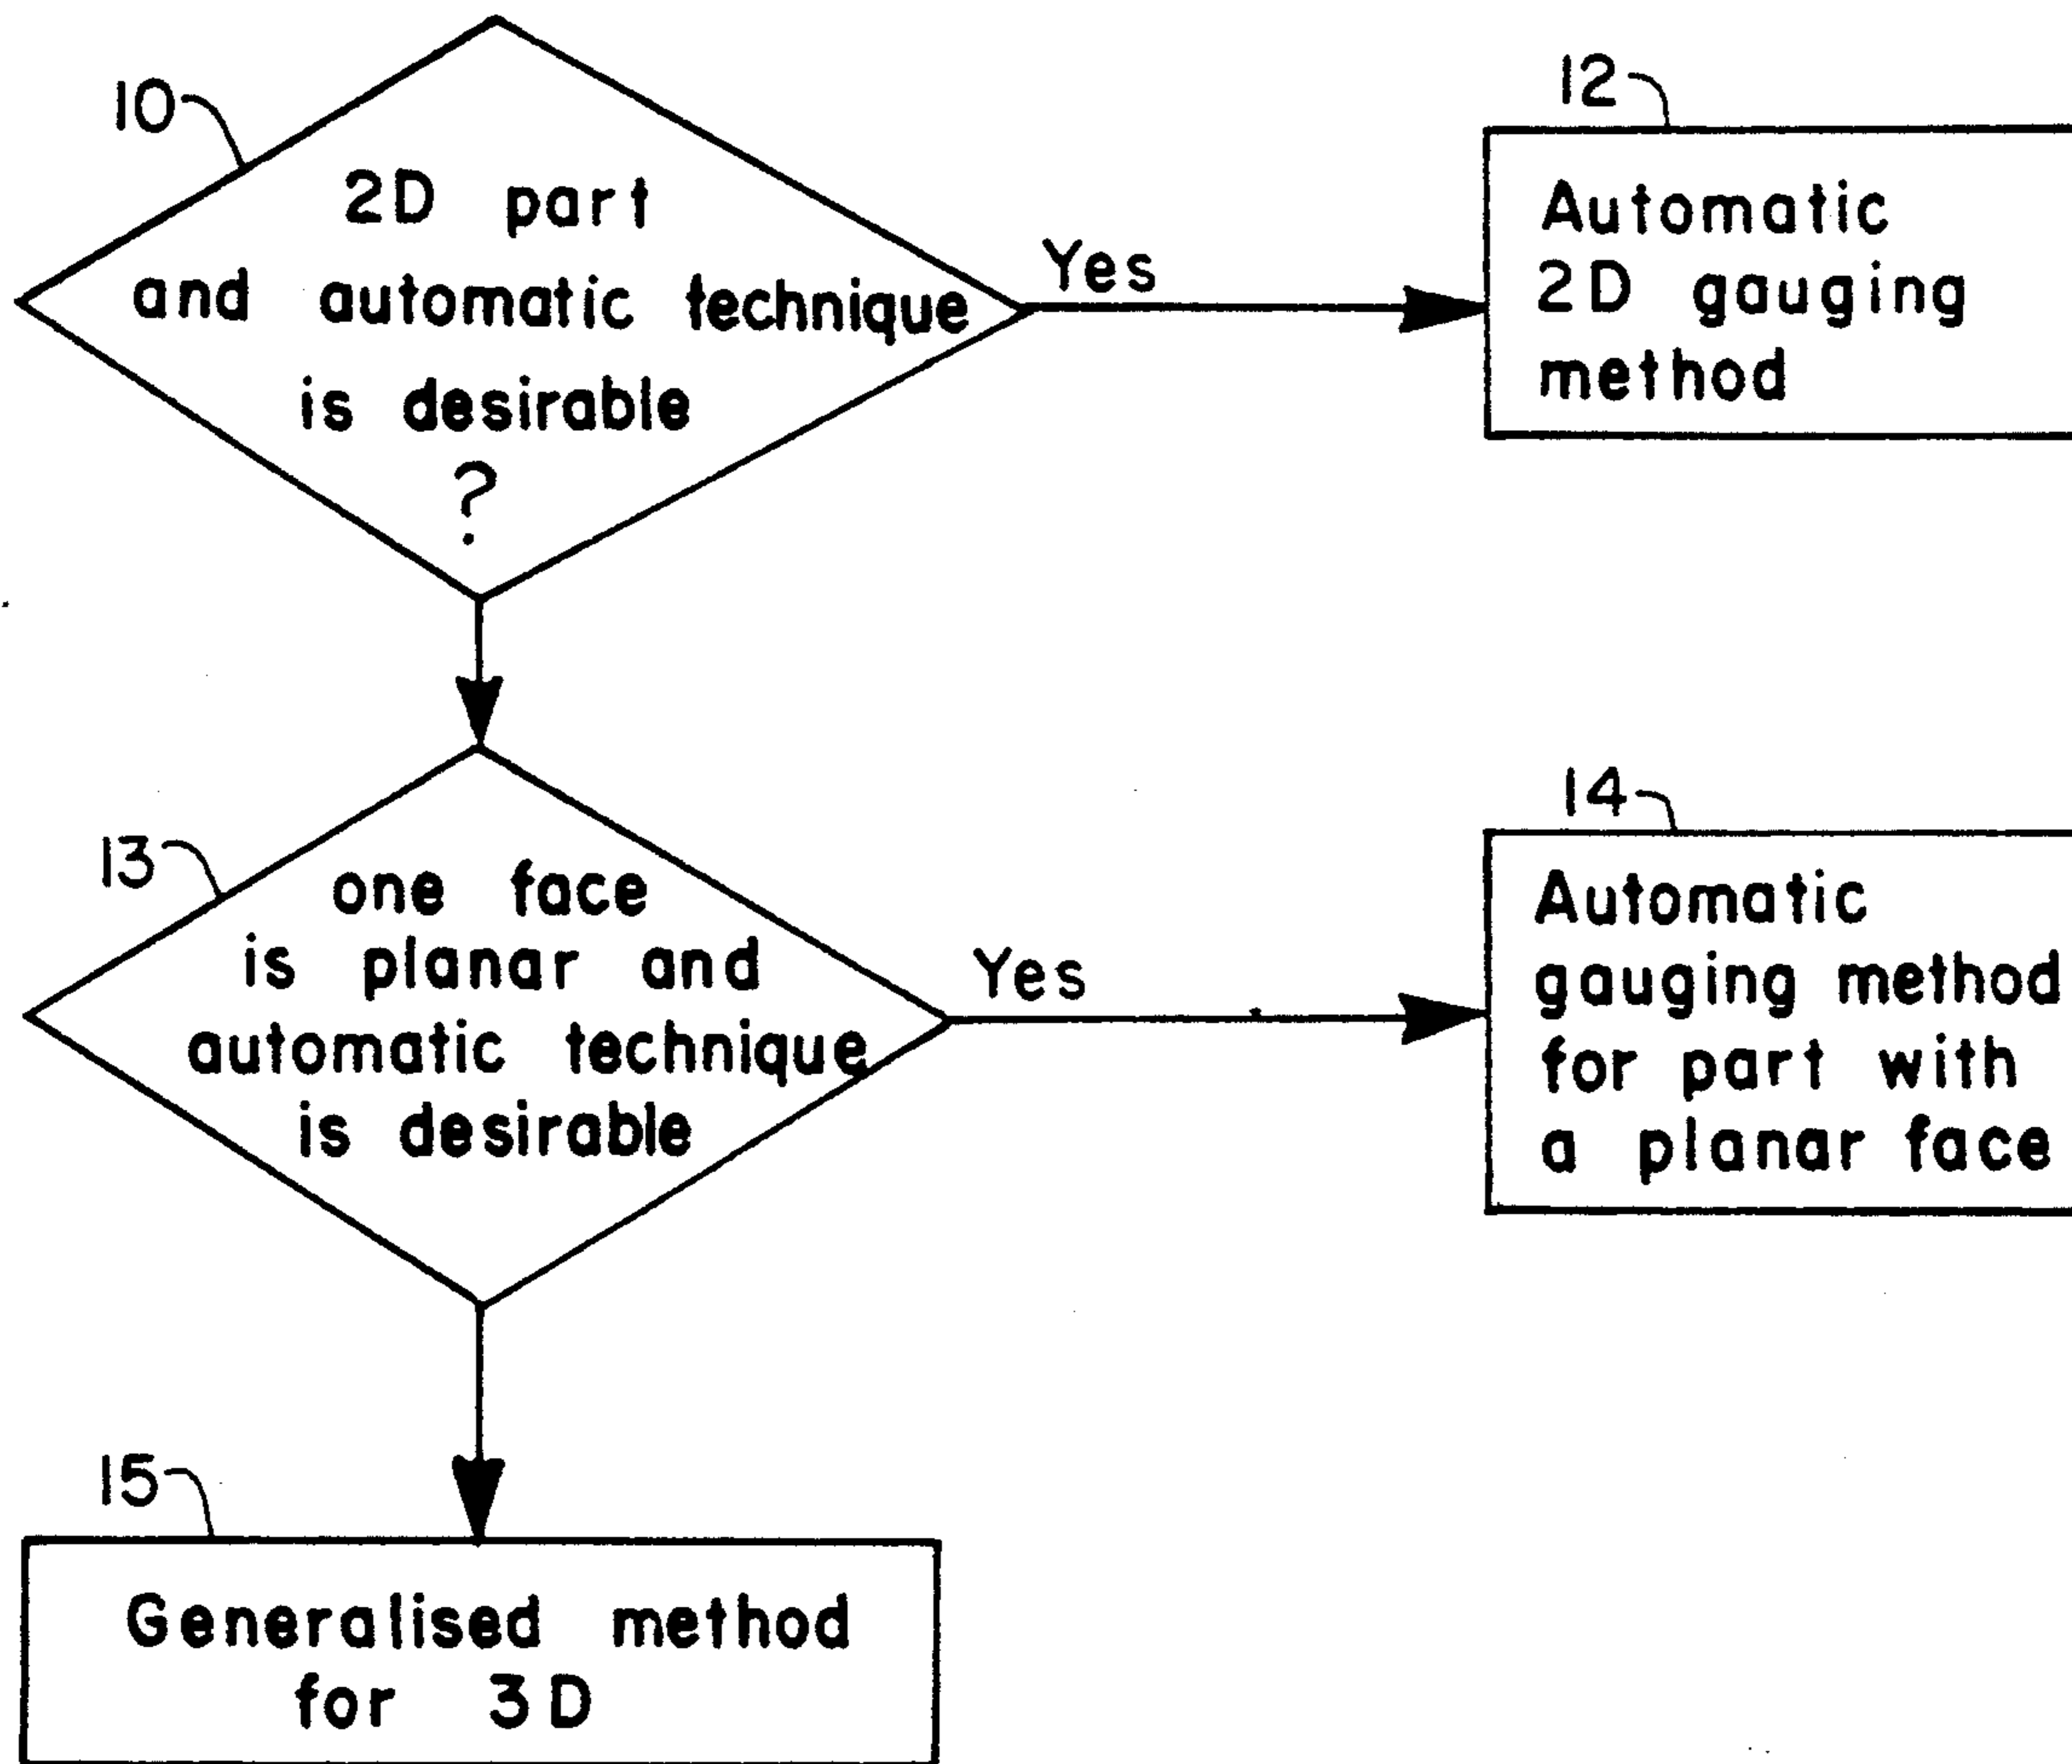 10
2D part
and automatic technique
is desirable
?
Yes
12
Automatic
2D gauging
method
13
one face
is planar and
automatic technique
is desirable
Yes
14
Automatic
gauging method
for part with
a planar face
15
Generalised method
for 3D